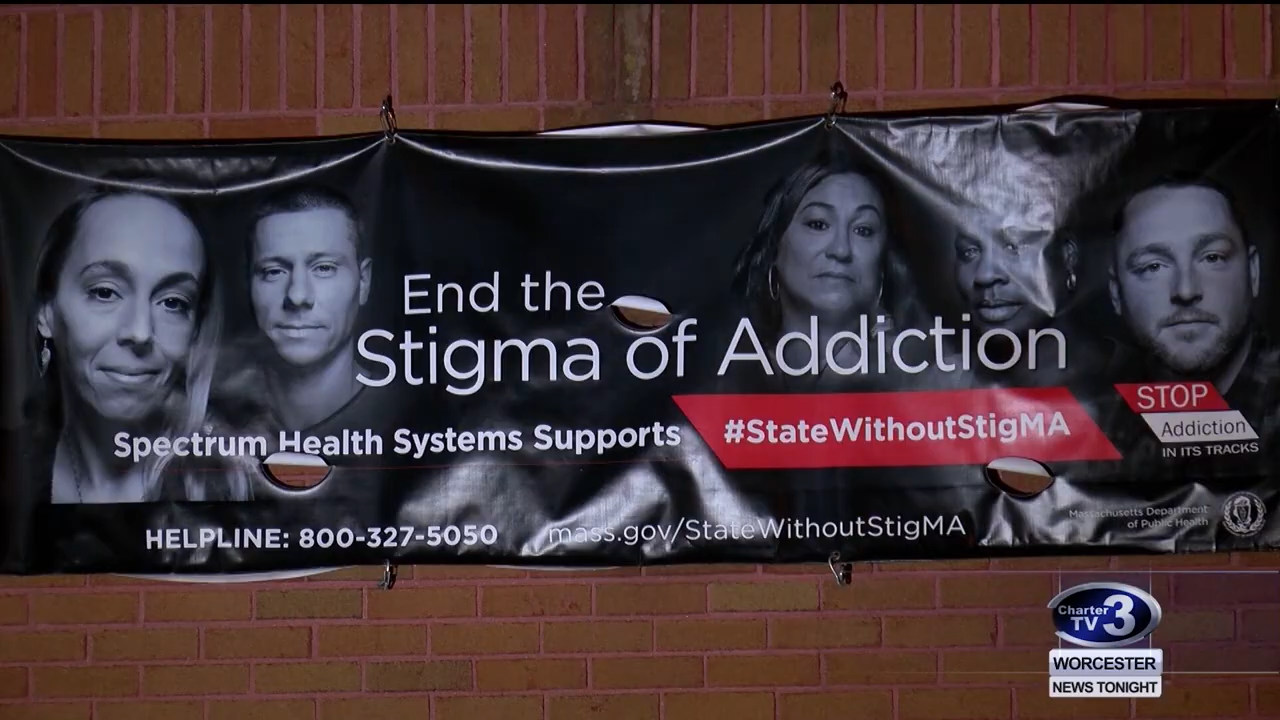 End the
Stigma of Addiction
Spectrum Health Systems Supports
#StateWithoutStigMA
STOP
Addiction
IN ITS TRACKS
HELPLINE: 800-327-5050
mass.gov/StateWithoutStigMA
Massachusetts Department
of Public Health
Charter
TV 3
WORCESTER
NEWS TONIGHT